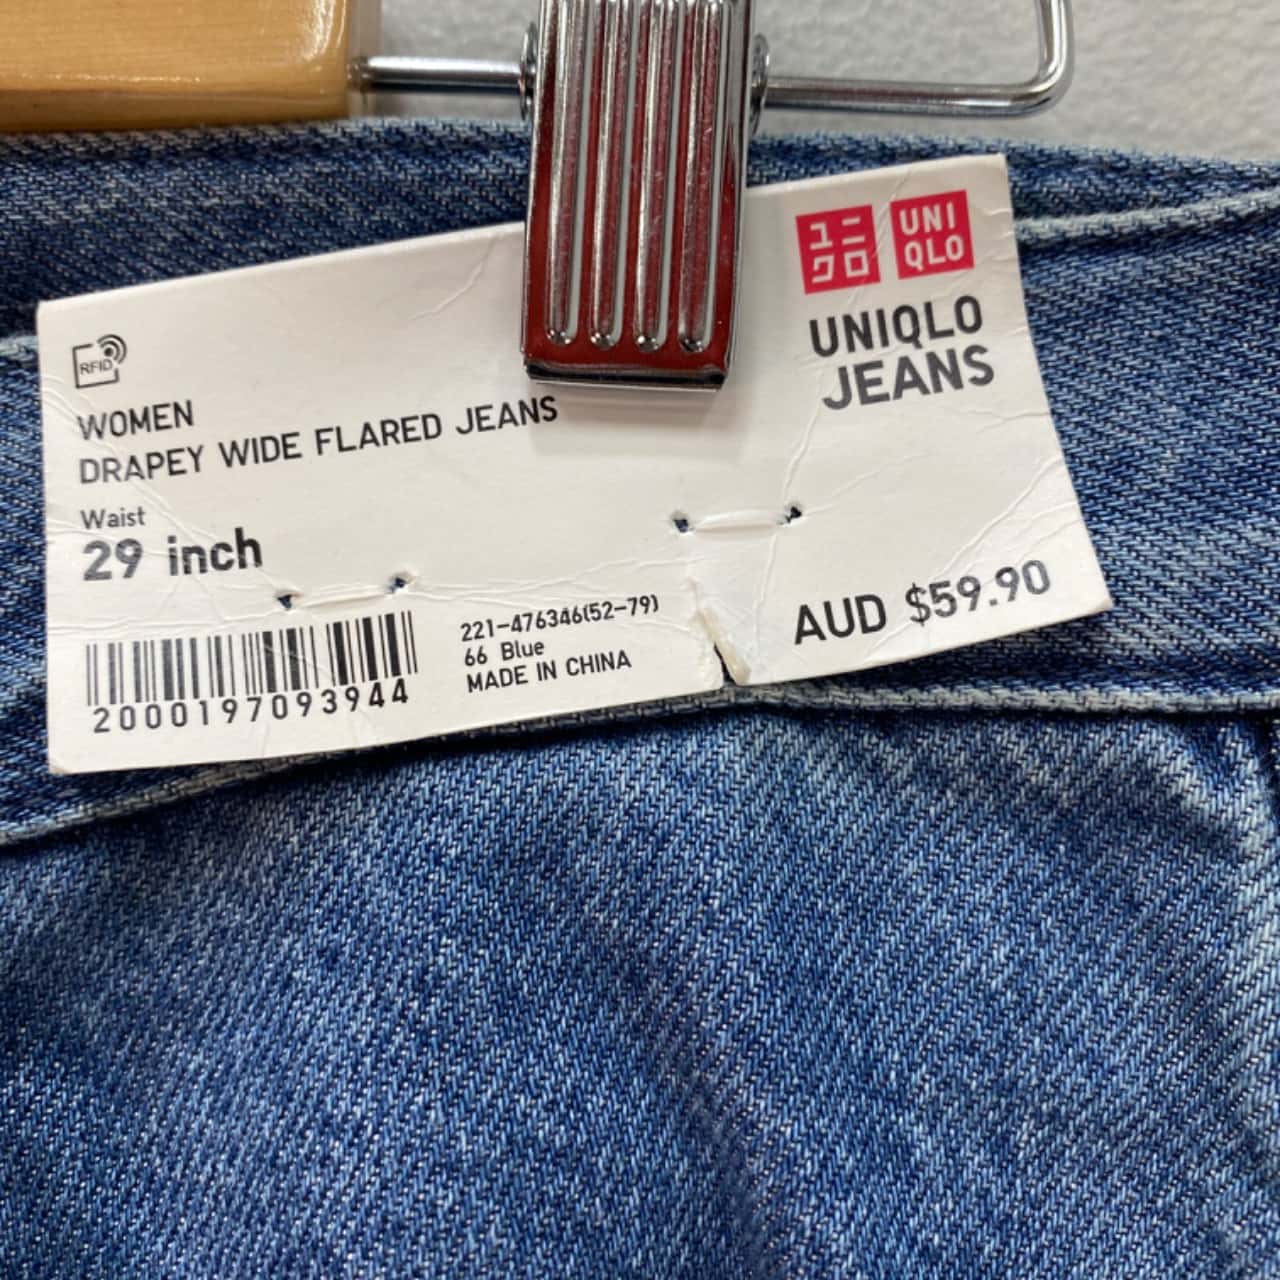 ユニ
クロ
UNI
QLO
UNIQLO
JEANS
RFID
WOMEN
DRAPEY WIDE FLARED JEANS
Waist
29 inch
2000197093944
221-476346(52-79)
66 Blue
MADE IN CHINA
AUD $59.90